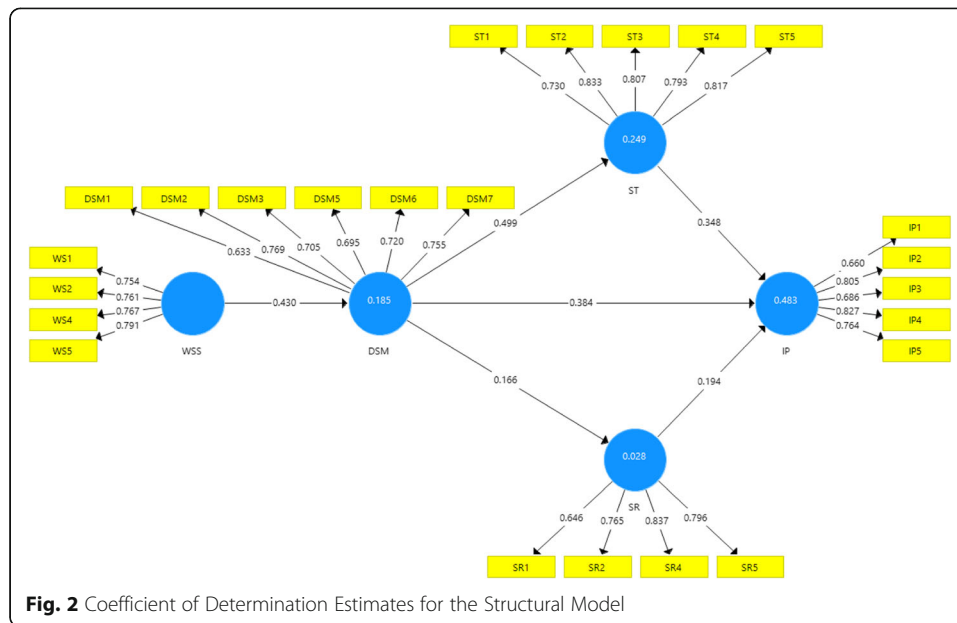 ST1 ST2 ST3 ST4 ST5
0.730 0.833 0.807 0.793 0.817
0.249
ST
DSM1 DSM2 DSM3 DSM5 DSM6 DSM7
0.633 0.769 0.705 0.695 0.720 0.755
0.499
0.348
WS1
WS2
WS4
WS5
0.754
0.761
0.767
0.791
WSS
0.430
0.185
DSM
0.384
0.483
IP
IP1
IP2
IP3
IP4
IP5
0.660
0.805
0.686
0.827
0.764
0.166
0.194
0.028
SR
0.646 0.765 0.837 0.796
SR1 SR2 SR4 SR5
Fig. 2 Coefficient of Determination Estimates for the Structural Model